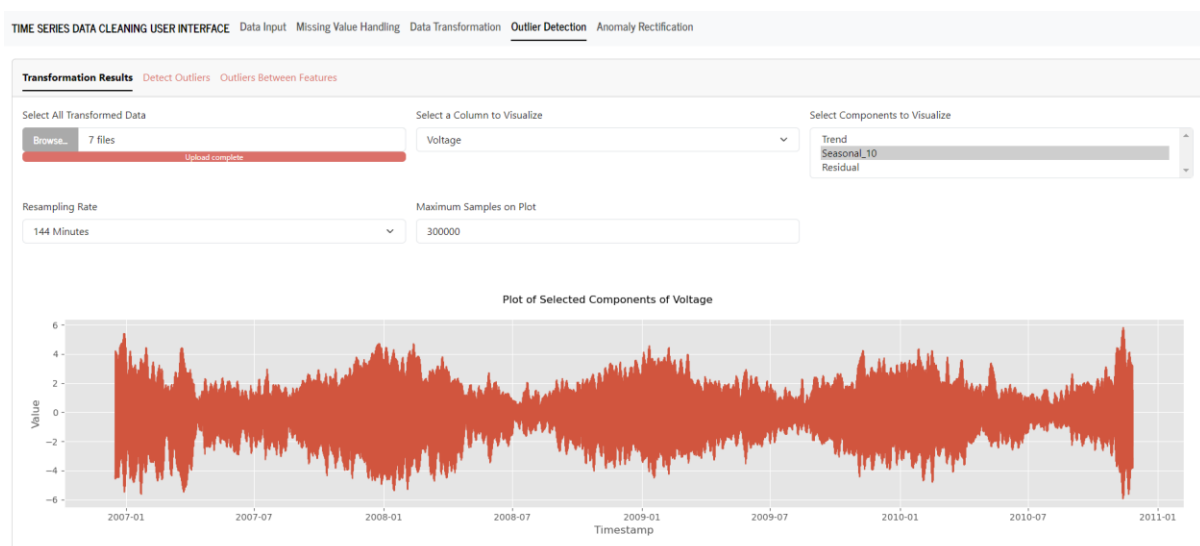 TIME SERIES DATA CLEANING USER INTERFACE Data Input Missing Value Handling Data Transformation Outlier Detection Anomaly Rectification
Transformation Results Detect Outliers Outliers Between Features
Select All Transformed Data Select a Column to Visualize Select Components to Visualize
Browse... 7 files Voltage Trend
Upload complete Seasonal_10
Residual
Resampling Rate Maximum Samples on Plot
144 Minutes 300000
Plot of Selected Components of Voltage
6
4
2
0
−2
−4
−6
Value
2007-01 2007-07 2008-01 2008-07 2009-01 2009-07 2010-01 2010-07 2011-01
Timestamp